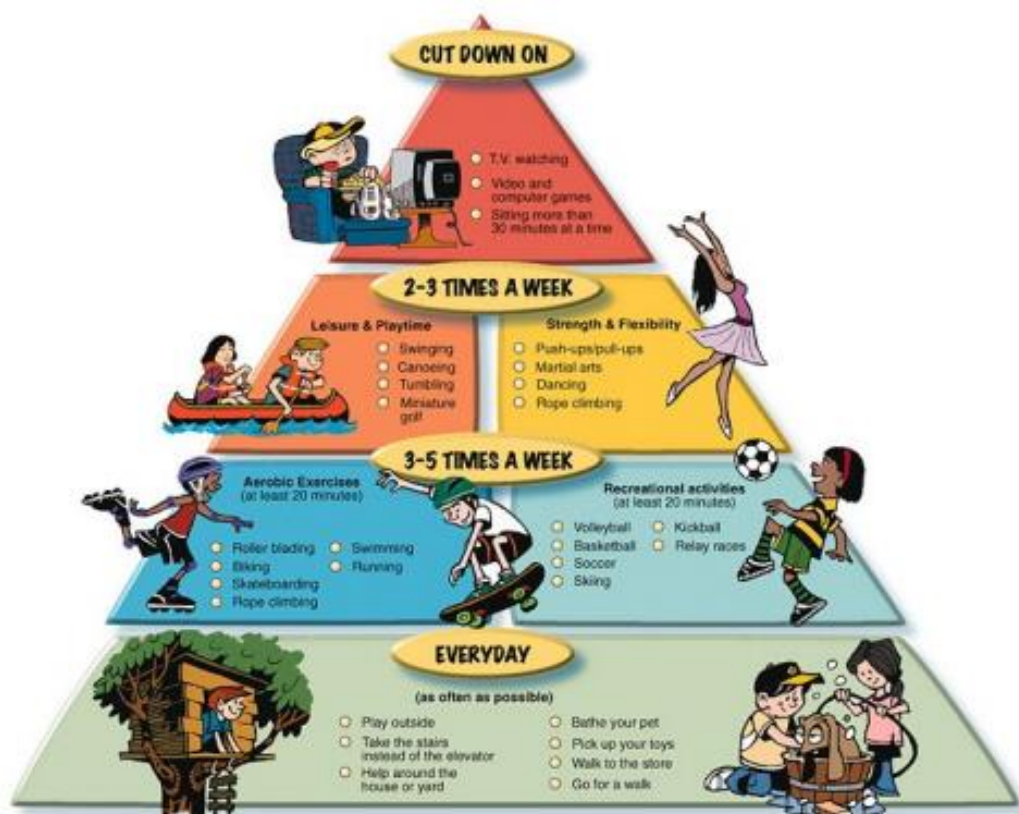 CUT DOWN ON
T.V. watching
Video and
computer games
Sitting more than
30 minutes at a time
2-3 TIMES A WEEK
Leisure & Playtime
Swinging
Canoeing
Tumbling
Miniature
golf
Strength & Flexibility
Push-ups/pull-ups
Martial arts
Dancing
Rope climbing
3-5 TIMES A WEEK
Aerobic Exercises
(at least 20 minutes)
Roller blading
Biking
Skateboarding
Rope climbing
Swimming
Running
Recreational activities
(at least 20 minutes)
Volleyball
Basketball
Soccer
Skiing
Kickball
Relay races
EVERYDAY
(as often as possible)
Play outside
Take the stairs
instead of the elevator
Help around the
house or yard
Bathe your pet
Pick up your toys
Walk to the store
Go for a walk